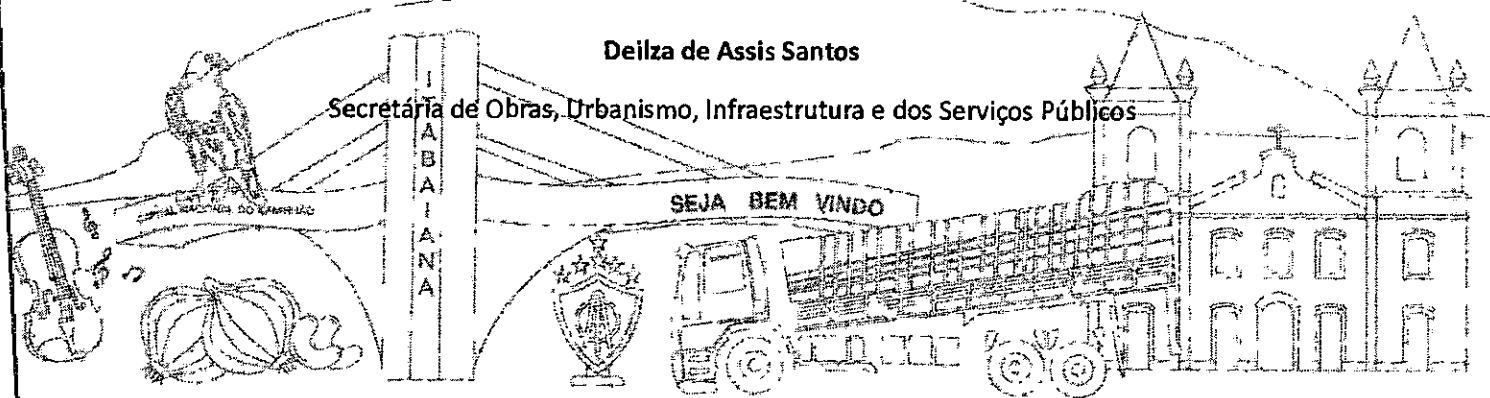 Deilza de Assis Santos
Secretária de Obras, Urbanismo, Infraestrutura e dos Serviços Públicos
ITABAIANA
SEJA BEM VINDO